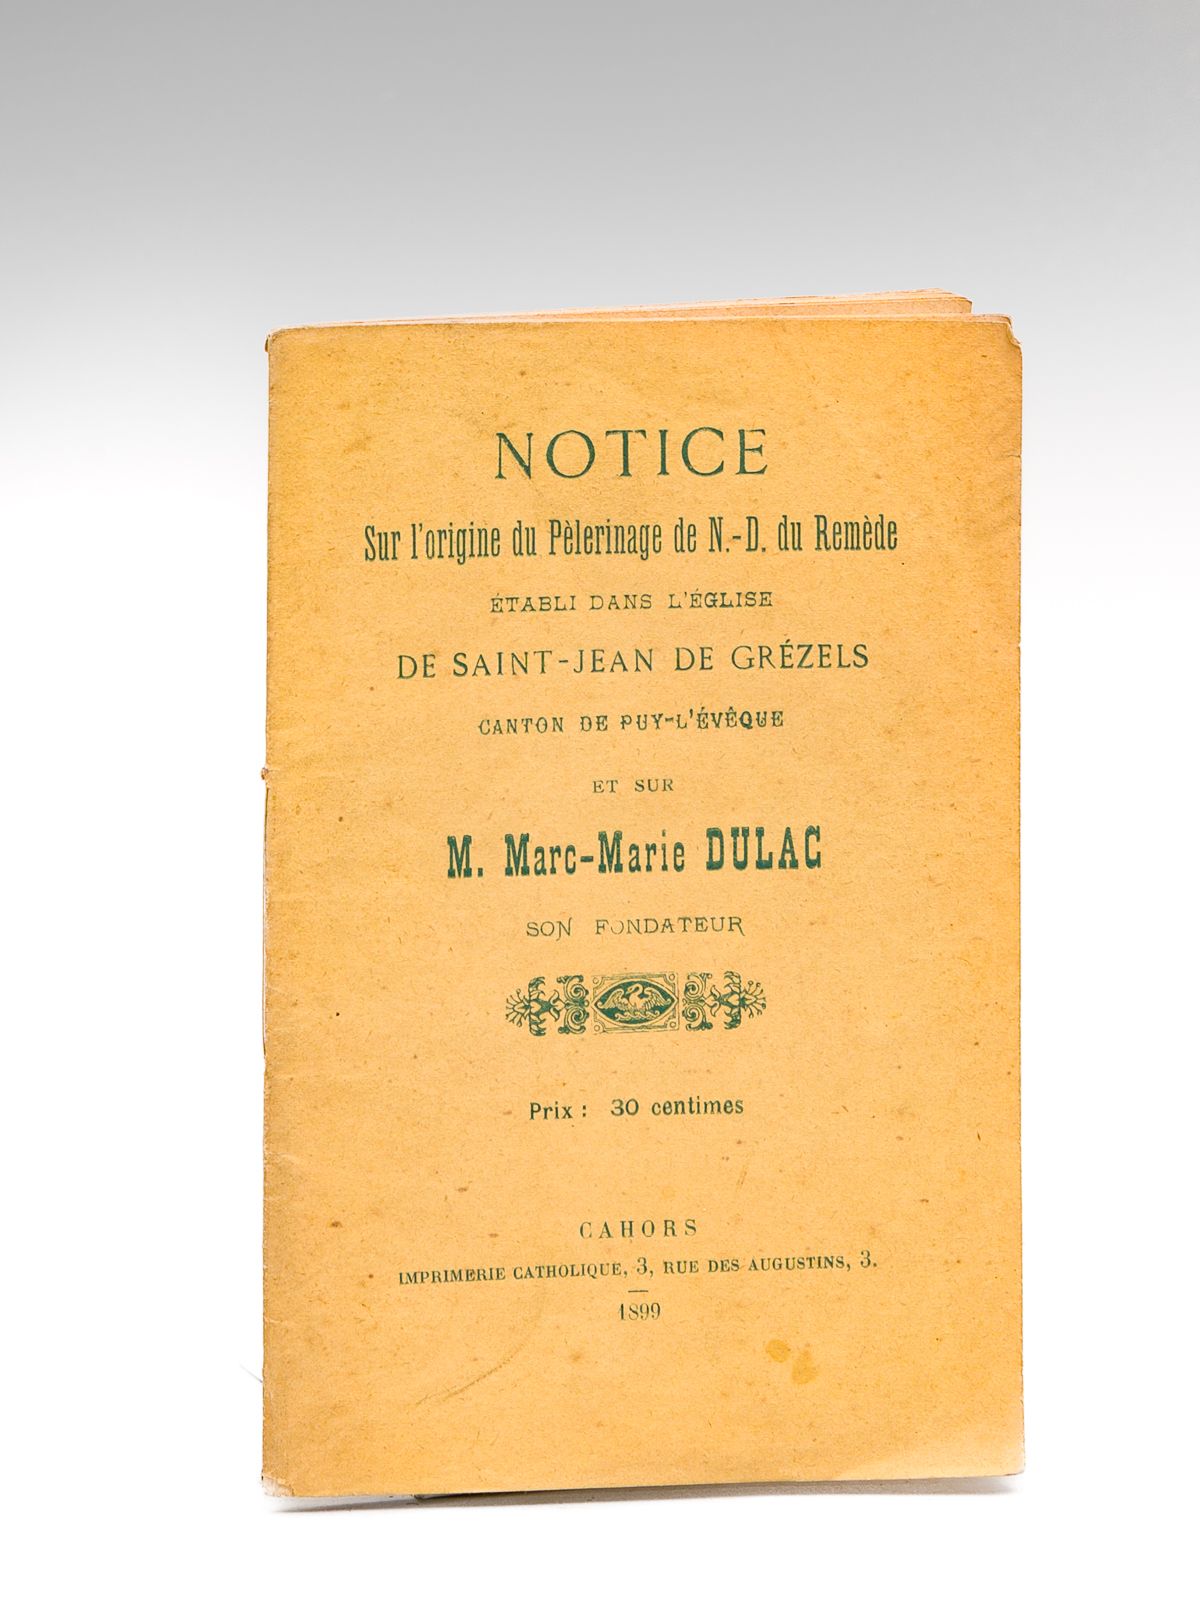 NOTICE
Sur l'origine du Pèlerinage de N.-D. du Remède
ÉTABLI DANS L'ÉGLISE
DE SAINT-JEAN DE GRÉZELS
CANTON DE PUY-L'ÉVÊQUE
ET SUR
M. Marc-Marie DULAC
SON FONDATEUR
Prix : 30 centimes
CAHORS
IMPRIMERIE CATHOLIQUE, 3, RUE DES AUGUSTINS, 3.
1899